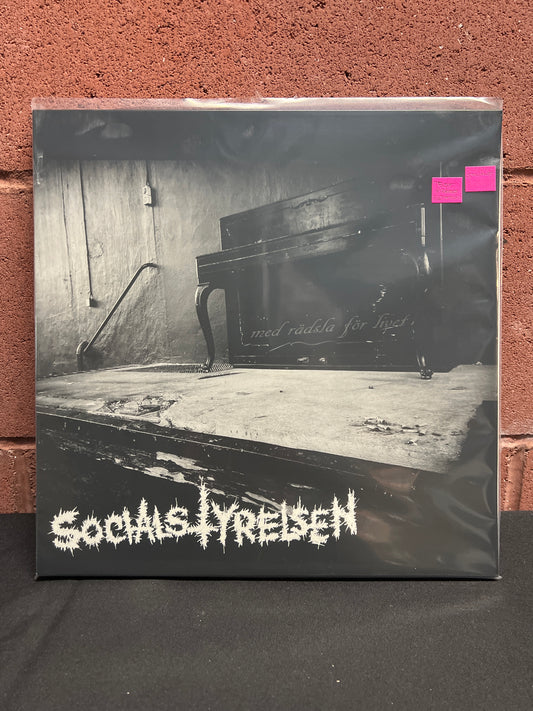 med rädsla för livet
SOCIALSTYRELSEN